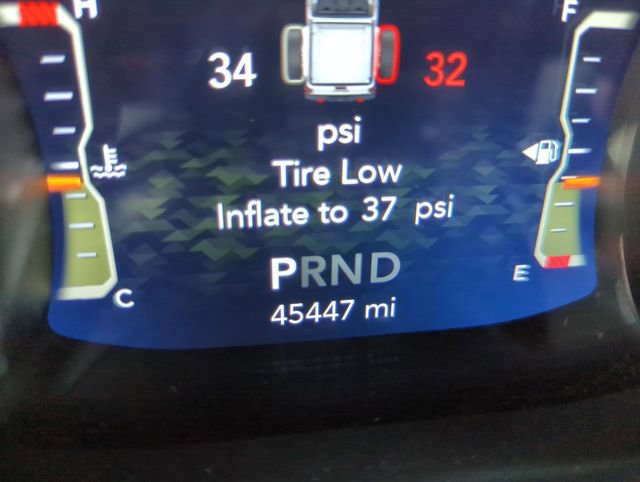 H F
34 32
psi
Tire Low
Inflate to 37 psi
PRND
E
C
45447 mi